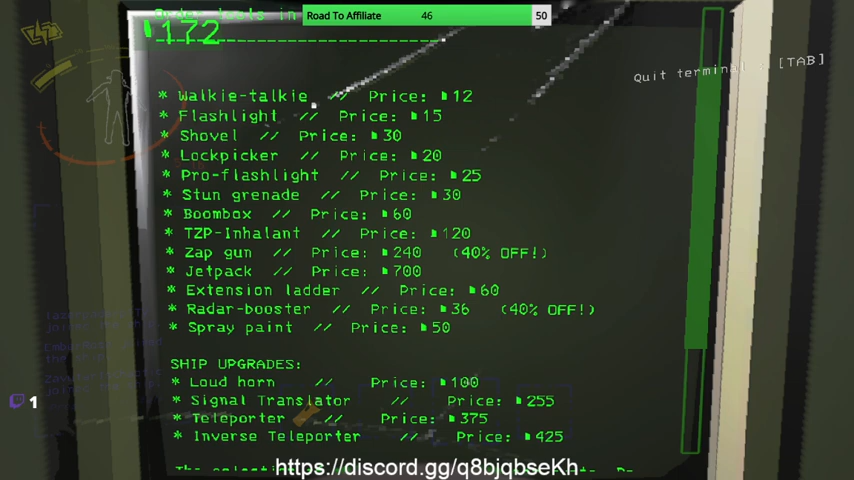 Order tools in
Road To Affiliate 46 50
172
Quit terminal : [TAB]
* Walkie-talkie // Price: 12
* Flashlight // Price: 15
* Shovel // Price: 30
* Lockpicker // Price: 20
* Pro-flashlight // Price: 25
* Stun grenade // Price: 30
* Boombox // Price: 60
* TZP-Inhalant // Price: 120
* Zap gun // Price: 240 (40% OFF!)
* Jetpack // Price: 700
* Extension ladder // Price: 60
* Radar-booster // Price: 36 (40% OFF!)
* Spray paint // Price: 50
SHIP UPGRADES:
* Loud horn // Price: 100
* Signal Translator // Price: 255
* Teleporter // Price: 375
* Inverse Teleporter // Price: 425
1
https://discord.gg/q8bjqbseKh